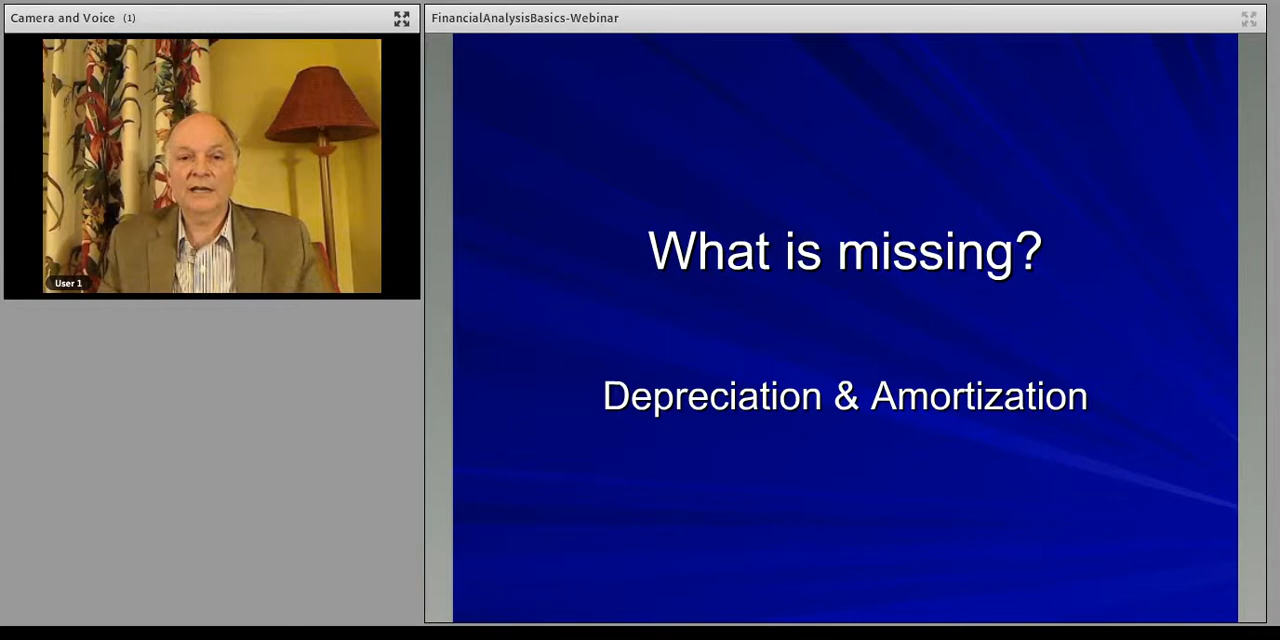 Camera and Voice (1)
User 1
FinancialAnalysisBasics-Webinar
What is missing?
Depreciation & Amortization